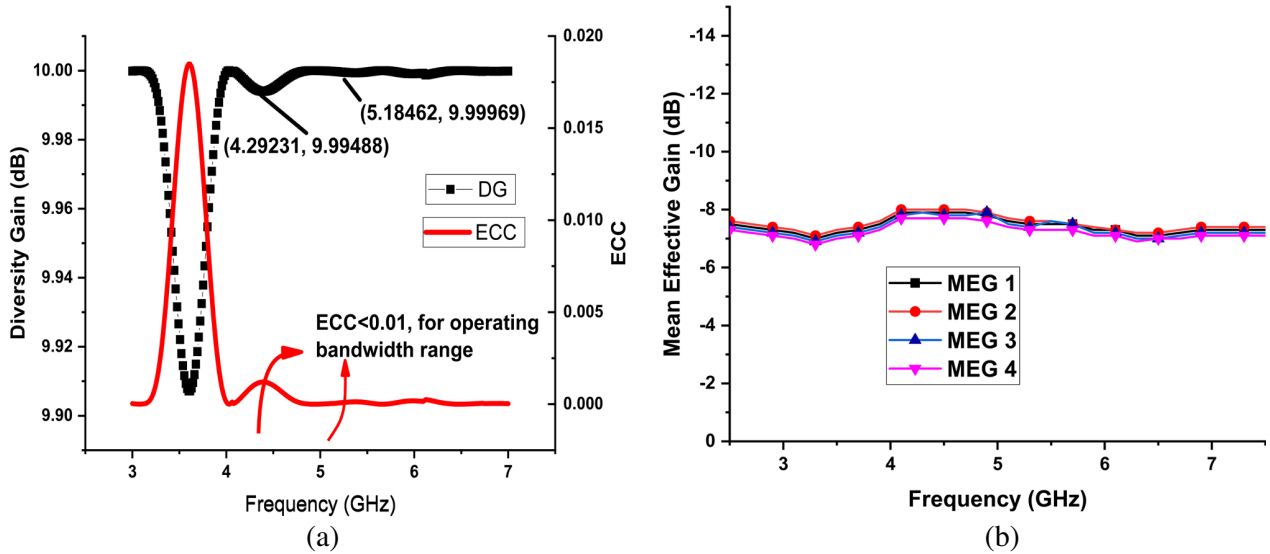 10.00
9.98
9.96
9.94
9.92
9.90
Diversity Gain (dB)
(5.18462, 9.99969)
(4.29231, 9.99488)
DG
ECC
ECC<0.01, for operating
bandwidth range
0.020
0.015
0.010
0.005
0.000
ECC
3 4 5 6 7
Frequency (GHz)
(a)
-14
-12
-10
-8
-6
-4
-2
0
Mean Effective Gain (dB)
MEG 1
MEG 2
MEG 3
MEG 4
3 4 5 6 7
Frequency (GHz)
(b)